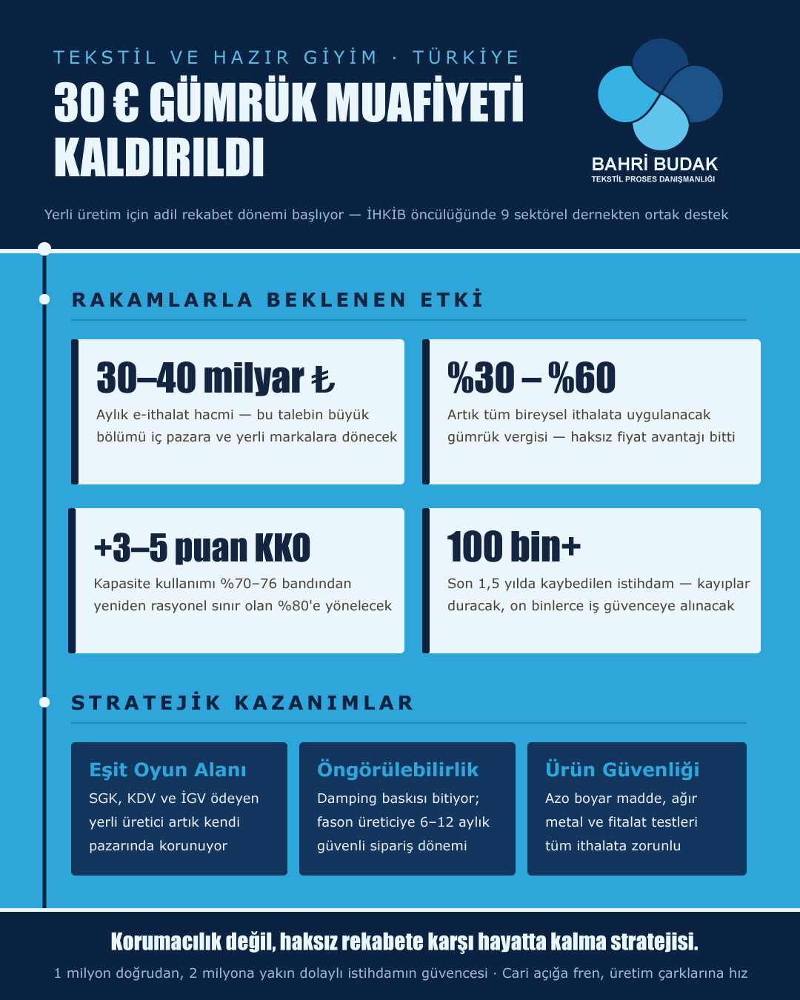 TEKSTİL VE HAZIR GİYİM · TÜRKİYE
30 € GÜMRÜK MUAFİYETİ
KALDIRILDI
BAHRİ BUDAK
TEKSTİL PROSES DANIŞMANLIĞI
Yerli üretim için adil rekabet dönemi başlıyor — İHKİB öncülüğünde 9 sektörel dernekten ortak destek
RAKAMLARLA BEKLENEN ETKİ
30–40 milyar ₺
Aylık e-ithalat hacmi — bu talebin büyük
bölümü iç pazara ve yerli markalara dönecek
%30 – %60
Artık tüm bireysel ithalata uygulanacak
gümrük vergisi — haksız fiyat avantajı bitti
+3–5 puan KKO
Kapasite kullanımı %70–76 bandından
yeniden rasyonel sınır olan %80'e yönelecek
100 bin+
Son 1,5 yılda kaybedilen istihdam — kayıplar
duracak, on binlerce iş güvenceye alınacak
STRATEJİK KAZANIMLAR
Eşit Oyun Alanı
SGK, KDV ve İGV ödeyen
yerli üretici artık kendi
pazarında korunuyor
Öngörülebilirlik
Damping baskısı bitiyor;
fason üreticiye 6–12 aylık
güvenli sipariş dönemi
Ürün Güvenliği
Azo boyar madde, ağır
metal ve fitalat testleri
tüm ithalata zorunlu
Korumacılık değil, haksız rekabete karşı hayatta kalma stratejisi.
1 milyon doğrudan, 2 milyona yakın dolaylı istihdamın güvencesi · Cari açığa fren, üretim çarklarına hız